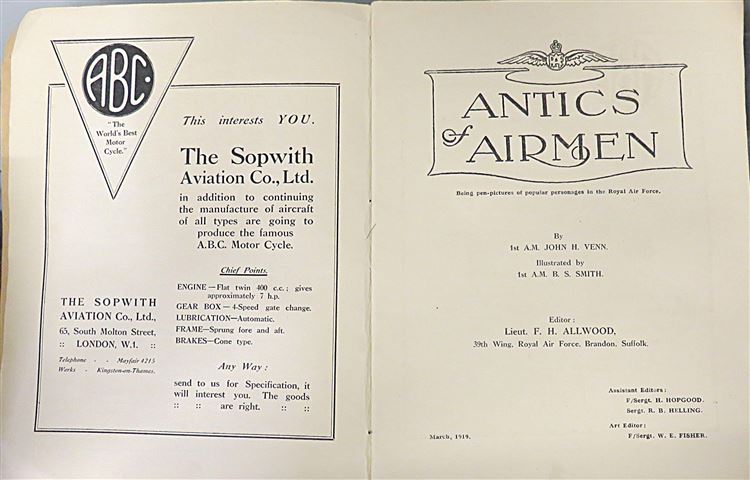 ABC.
"The
World's Best
Motor
Cycle."
This interests YOU.
The Sopwith
Aviation Co., Ltd.
in addition to continuing
the manufacture of aircraft
of all types are going to
produce the famous
A.B.C. Motor Cycle.
Chief Points.
ENGINE—Flat twin 400 c.c.; gives
approximately 7 h.p.
GEAR BOX—4-Speed gate change.
LUBRICATION—Automatic.
FRAME—Sprung fore and aft.
BRAKES—Cone type.
Any Way:
send to us for Specification, it
will interest you. The goods
:: :: are right. :: ::
THE SOPWITH
AVIATION Co., Ltd.,
65, South Molton Street,
:: LONDON, W.1. ::
Telephone - - Mayfair 4215
Works - Kingston-on-Thames.
ANTICS
of AIRMEN
Being pen-pictures of popular personages in the Royal Air Force.
By
1st A.M. JOHN H. VENN.
Illustrated by
1st A.M. B. S. SMITH.
Editor:
Lieut. F. H. ALLWOOD,
39th Wing, Royal Air Force, Brandon, Suffolk.
Assistant Editors:
F/Sergt. H. HOPGOOD.
Sergt. R. B. HELLING.
Art Editor:
F/Sergt. W. E. FISHER.
March, 1919.